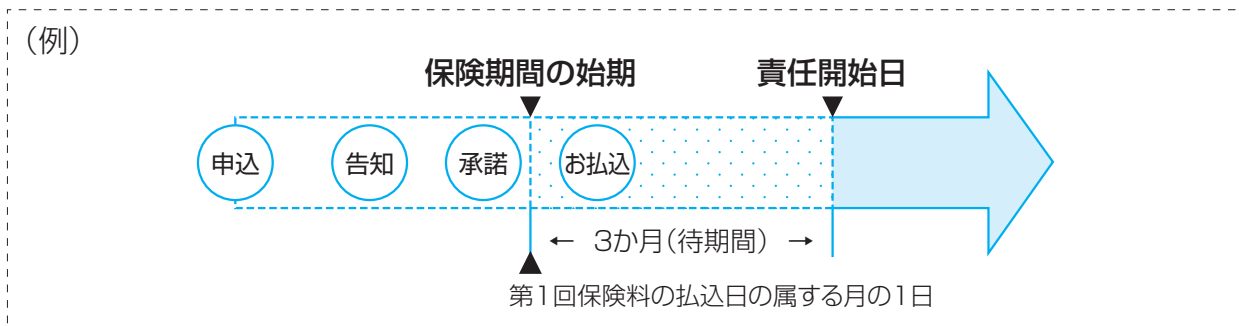 （例）
保険期間の始期 責任開始日
申込 告知 承諾 お払込
← 3か月（待期間） →
第1回保険料の払込日の属する月の1日